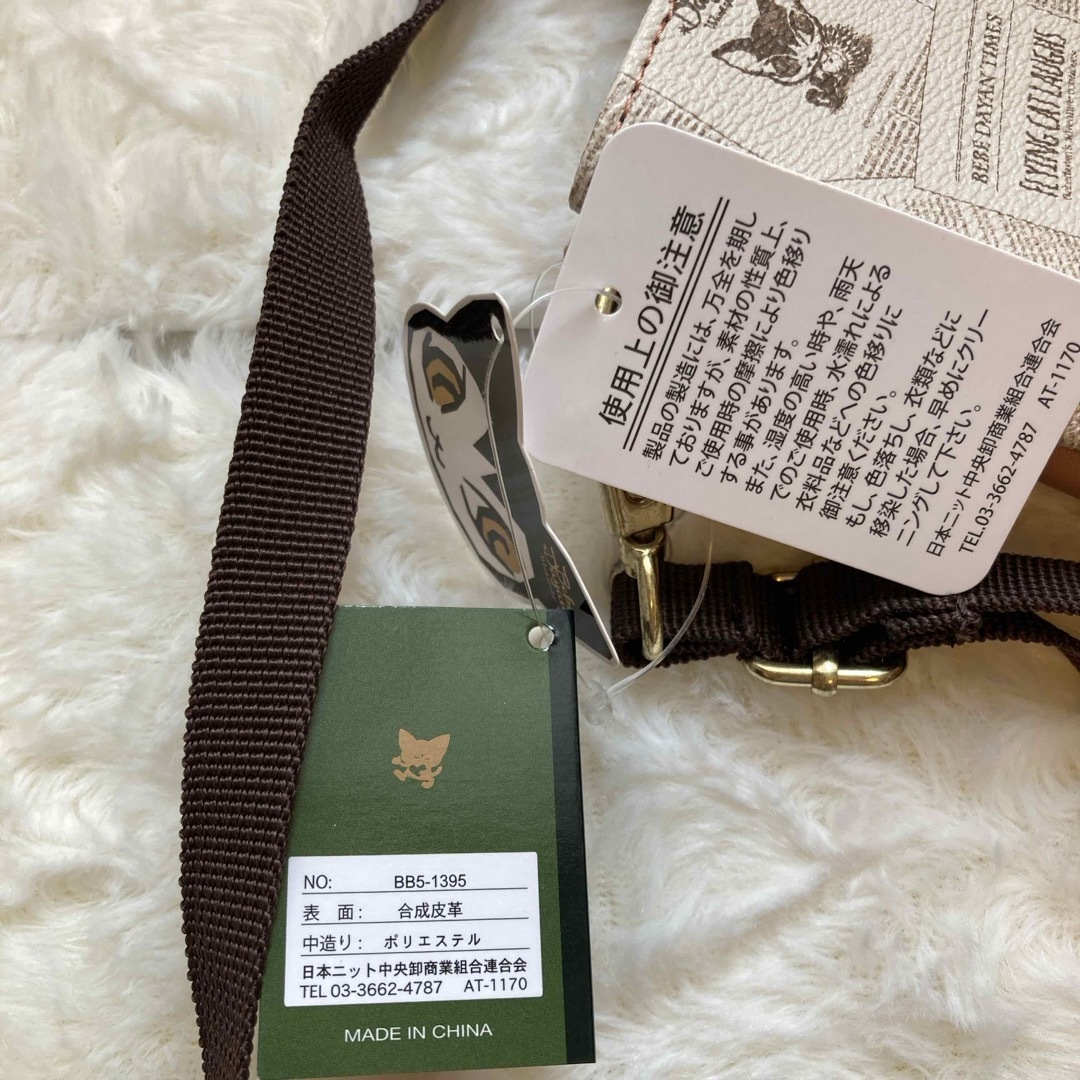 BEBE DAYAN TIMES
FLYING CAT LAUGHS
使用上の御注意
製品の製造には、万全を期し
ておりますが、素材の性質上、
ご使用時の摩擦により色移り
する事があります。
また、湿度の高い時や、雨天
でのご使用時、水濡れによる
衣料品などへの色移りに
御注意ください。
もし、色落ちし、衣類などに
移染した場合、早めにクリー
ニングして下さい。
日本ニット中央卸商業組合連合会
TEL.03-3662-4787 AT-1170
NO: BB5-1395
表 面: 合成皮革
中造り: ポリエステル
日本ニット中央卸商業組合連合会
TEL 03-3662-4787 AT-1170
MADE IN CHINA